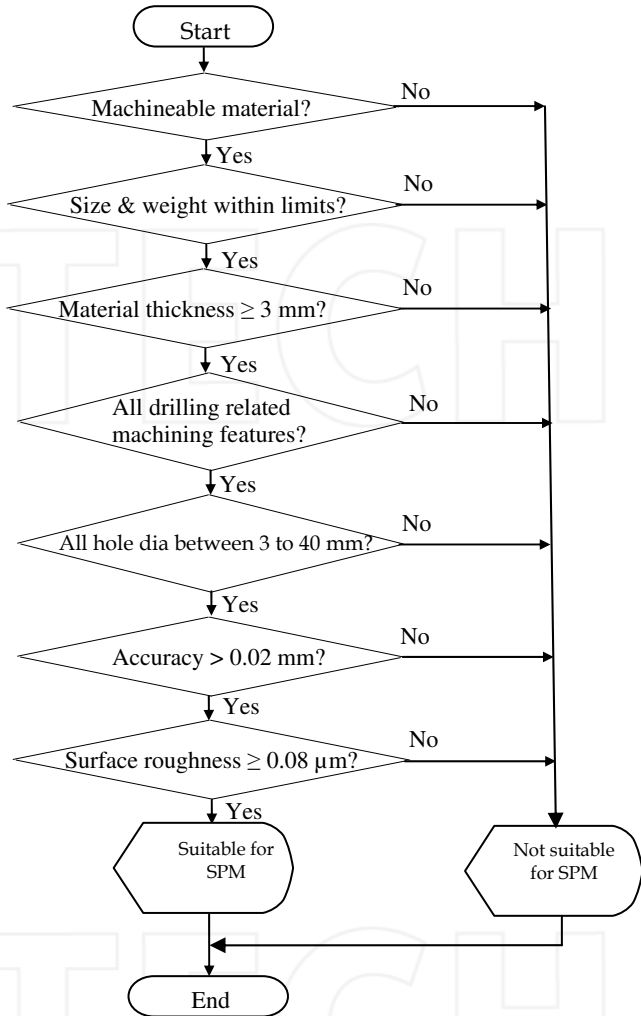 Start
Machineable material?
No
Yes
Size & weight within limits?
No
Yes
Material thickness ≥ 3 mm?
No
Yes
All drilling related
machining features?
No
Yes
All hole dia between 3 to 40 mm?
No
Yes
Accuracy > 0.02 mm?
No
Yes
Surface roughness ≥ 0.08 µm?
No
Yes
Suitable for
SPM
Not suitable
for SPM
End
TECH
TECH